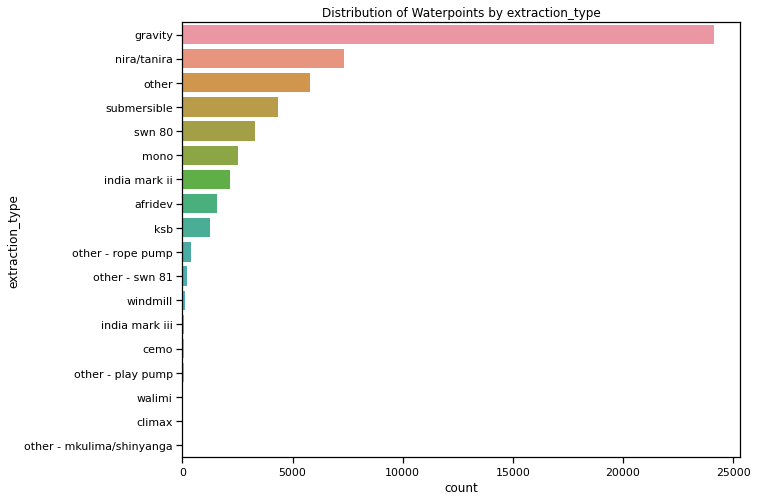 Distribution of Waterpoints by extraction_type
gravity
nira/tanira
other
submersible
swn 80
mono
india mark ii
afridev
ksb
other - rope pump
other - swn 81
windmill
india mark iii
cemo
other - play pump
walimi
climax
other - mkulima/shinyanga
extraction_type
0 5000 10000 15000 20000 25000
count